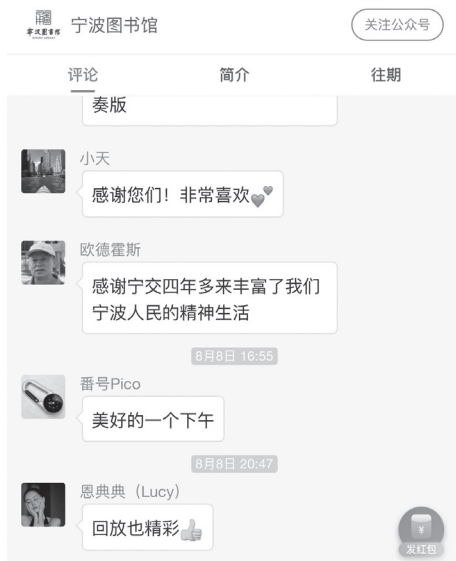 宁波图书馆
关注公众号
评论
简介
往期
奏版
小天
感谢您们！非常喜欢💕
欧德霍斯
感谢宁交四年多来丰富了我们
宁波人民的精神生活
8月8日 16:55
番号Pico
美好的一个下午
8月8日 20:47
恩典典（Lucy）
回放也精彩👍
¥
发红包